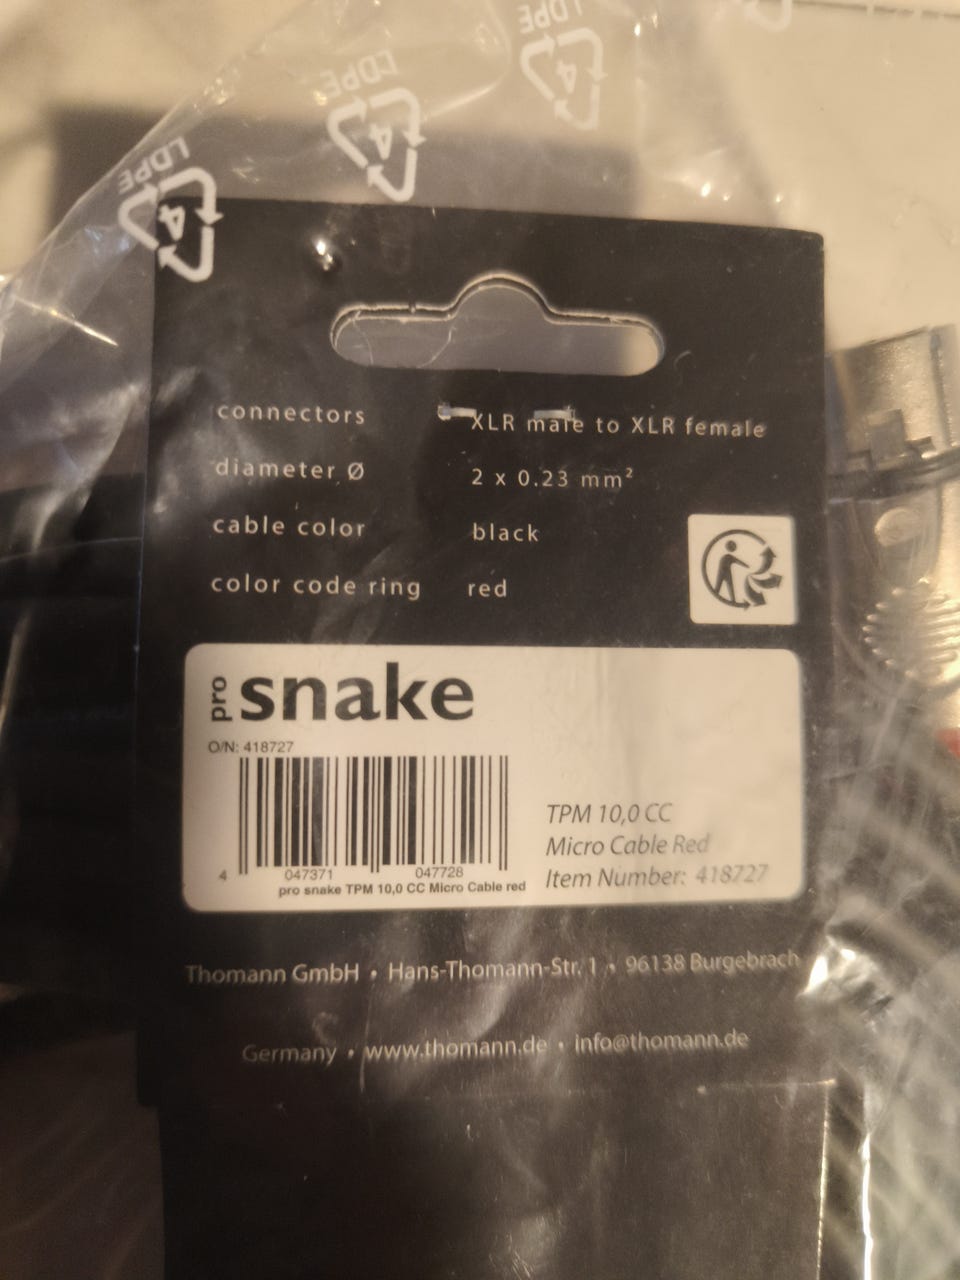 LDPE
4
LDPE
4
LDPE
4
connectors XLR male to XLR female
diameter Ø 2 x 0.23 mm²
cable color black
color code ring red
pro snake
O/N: 418727
4 047371 047728
pro snake TPM 10,0 CC Micro Cable red
TPM 10,0 CC
Micro Cable Red
Item Number: 418727
Thomann GmbH • Hans-Thomann-Str. 1 • 96138 Burgebrach
Germany • www.thomann.de • info@thomann.de